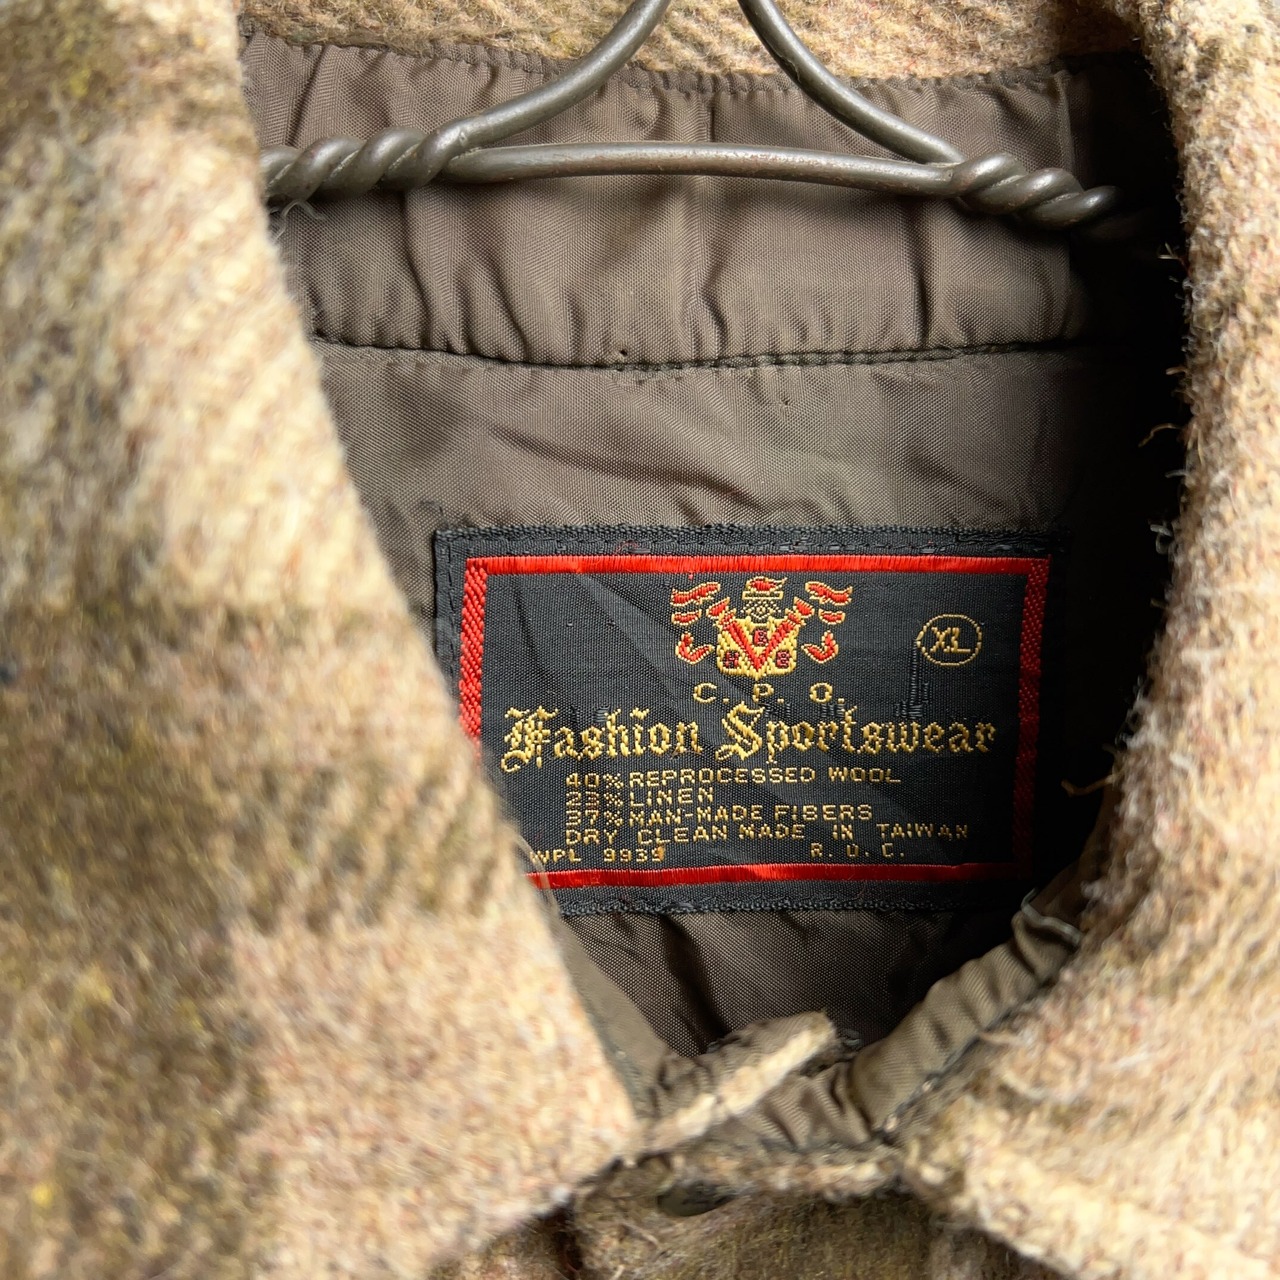 XL
C. P. O.
Fashion Sportswear
40% REPROCESSED WOOL
23% LINEN
37% MAN-MADE FIBERS
DRY CLEAN MADE IN TAIWAN
WPL 9939 R. O. C.